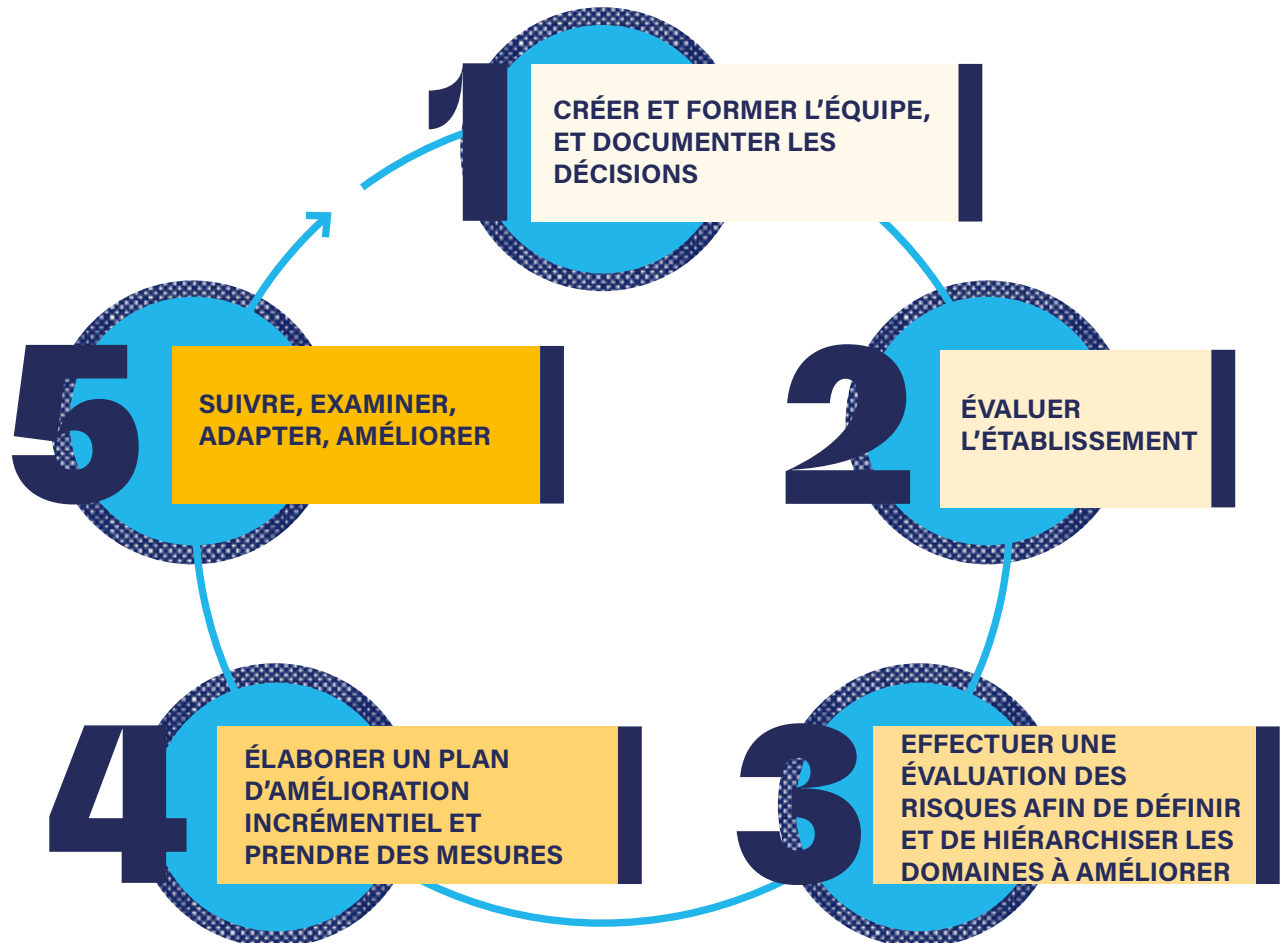 1
CRÉER ET FORMER L’ÉQUIPE,
ET DOCUMENTER LES
DÉCISIONS
2
ÉVALUER
L’ÉTABLISSEMENT
3
EFFECTUER UNE
ÉVALUATION DES
RISQUES AFIN DE DÉFINIR
ET DE HIÉRARCHISER LES
DOMAINES À AMÉLIORER
4
ÉLABORER UN PLAN
D’AMÉLIORATION
INCRÉMENTIEL ET
PRENDRE DES MESURES
5
SUIVRE, EXAMINER,
ADAPTER, AMÉLIORER